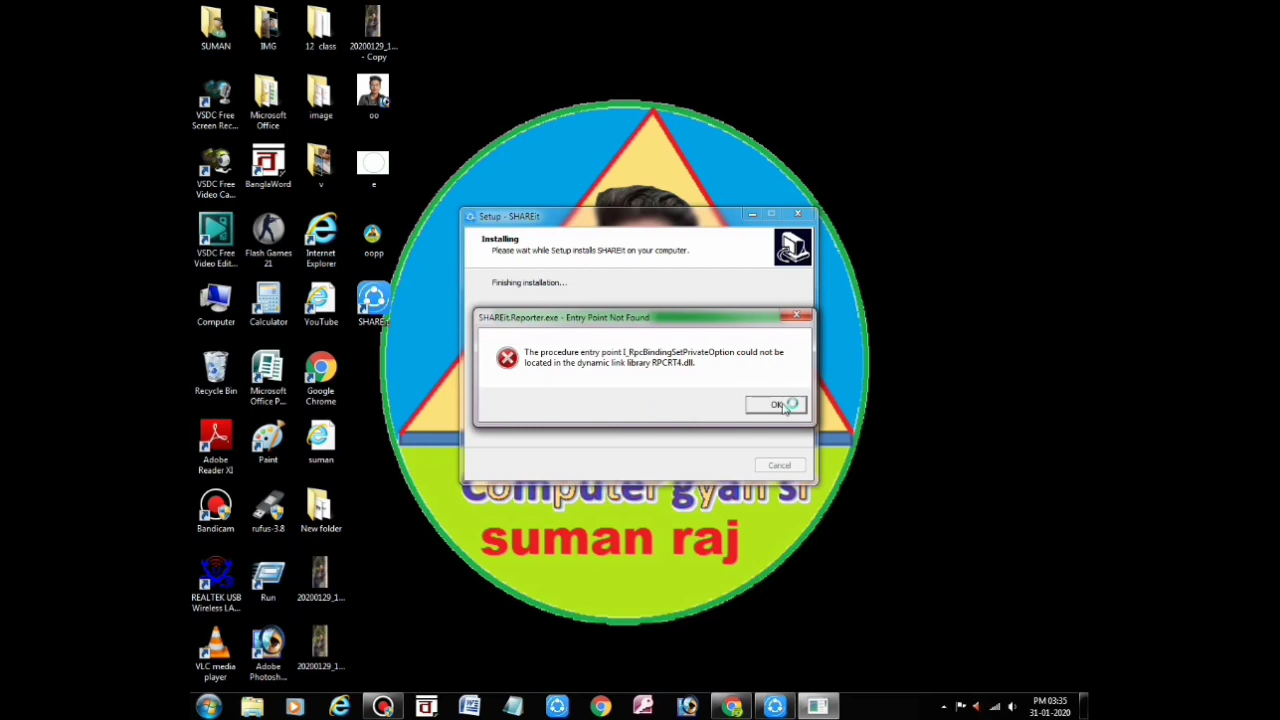 SUMAN
IMG
12 class
20200129_1...
- Copy
VSDC Free
Screen Rec...
Microsoft
Office
image
oo
VSDC Free
Video Ca...
BanglaWord
v
e
VSDC Free
Video Edit...
Flash Games
21
Internet
Explorer
oopp
Computer
Calculator
YouTube
SHAREit
Recycle Bin
Microsoft
Office P...
Google
Chrome
Adobe
Reader XI
Paint
suman
Bandicam
rufus-3.8
New folder
REALTEK USB
Wireless LA...
Run
20200129_1...
VLC media
player
Adobe
Photosh...
20200129_1...
Setup - SHAREit
Installing
Please wait while Setup installs SHAREit on your computer.
Finishing installation...
SHAREit.Reporter.exe - Entry Point Not Found
The procedure entry point I_RpcBindingSetPrivateOption could not be
located in the dynamic link library RPCRT4.dll.
OK
Cancel
Computer gyan si
suman raj
PM 03:35
31-01-2020